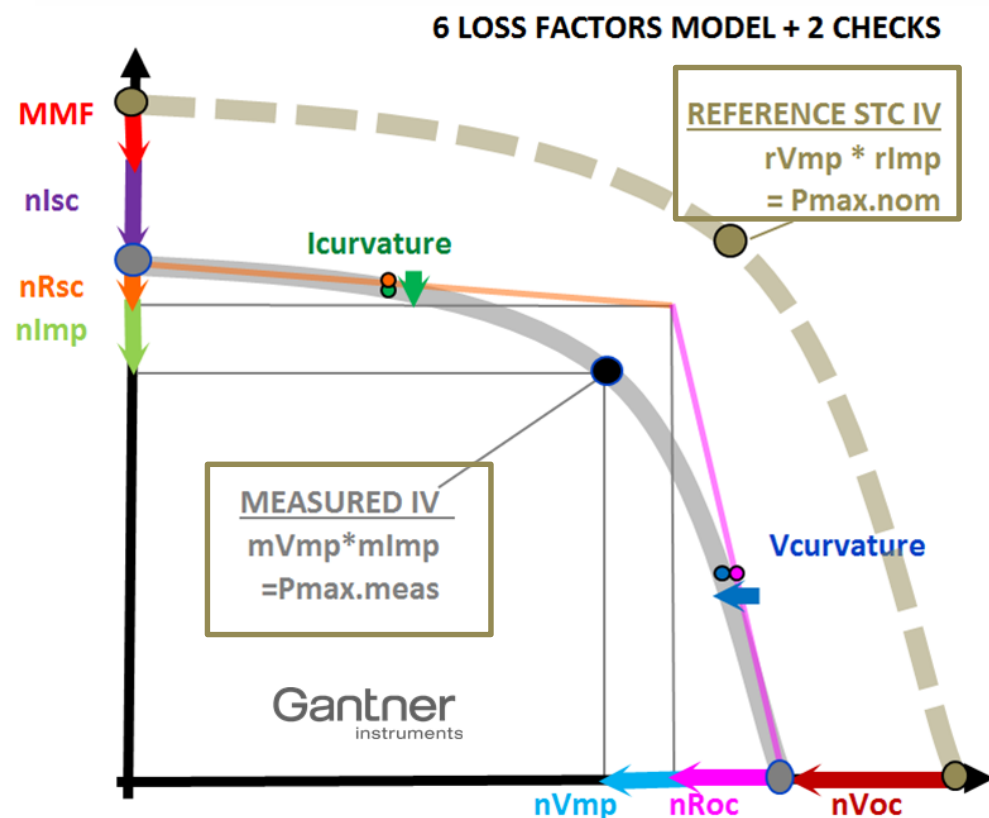 6 LOSS FACTORS MODEL + 2 CHECKS
MMF
REFERENCE STC IV
rVmp * rImp
= Pmax.nom
nIsc
Icurvature
nRsc
nImp
MEASURED IV
mVmp*mImp
=Pmax.meas
Vcurvature
Gantner
instruments
nVmp
nRoc
nVoc